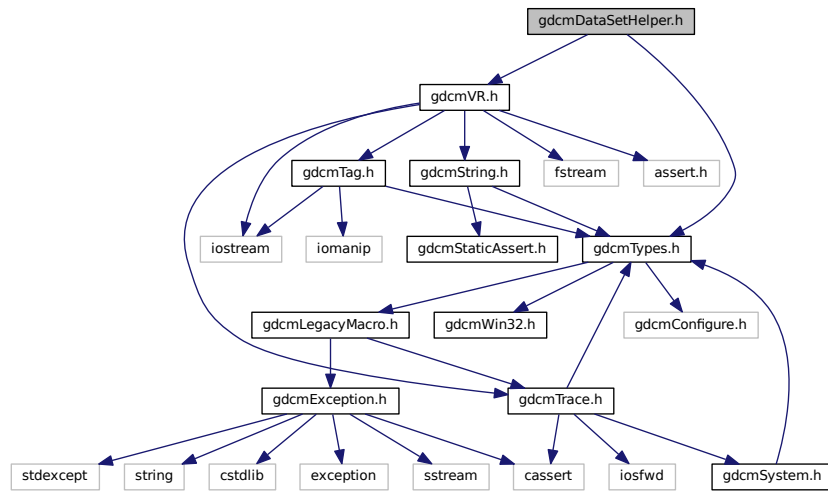 gdcmDataSetHelper.h
gdcmVR.h
gdcmTag.h
gdcmString.h
fstream
assert.h
iostream
iomanip
gdcmStaticAssert.h
gdcmTypes.h
gdcmLegacyMacro.h
gdcmWin32.h
gdcmConfigure.h
gdcmException.h
gdcmTrace.h
stdexcept
string
cstdlib
exception
sstream
cassert
iosfwd
gdcmSystem.h